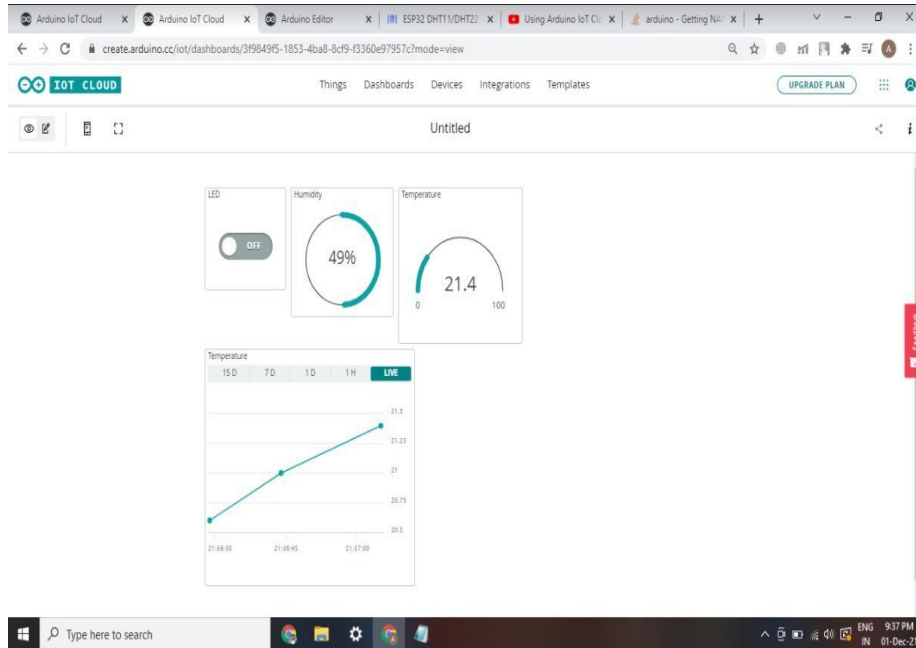 Arduino IoT Cloud
Arduino IoT Cloud
Arduino Editor
ESP32 DHT11/DHT22
Using Arduino IoT Clo
arduino - Getting NAN
create.arduino.cc/iot/dashboards/3f9849f5-1853-4ba8-8cf9-f3360e97957c?mode=view
A
IOT CLOUD
Things Dashboards Devices Integrations Templates
UPGRADE PLAN
Untitled
LED
OFF
Humidity
49%
Temperature
21.4
0 100
Temperature
15 D 7 D 1 D 1 H LIVE
21.5
21.25
21
20.75
20.5
21:36:30 21:36:45 21:37:00
Feedback
Type here to search
ENG 9:37 PM
IN 01-Dec-21